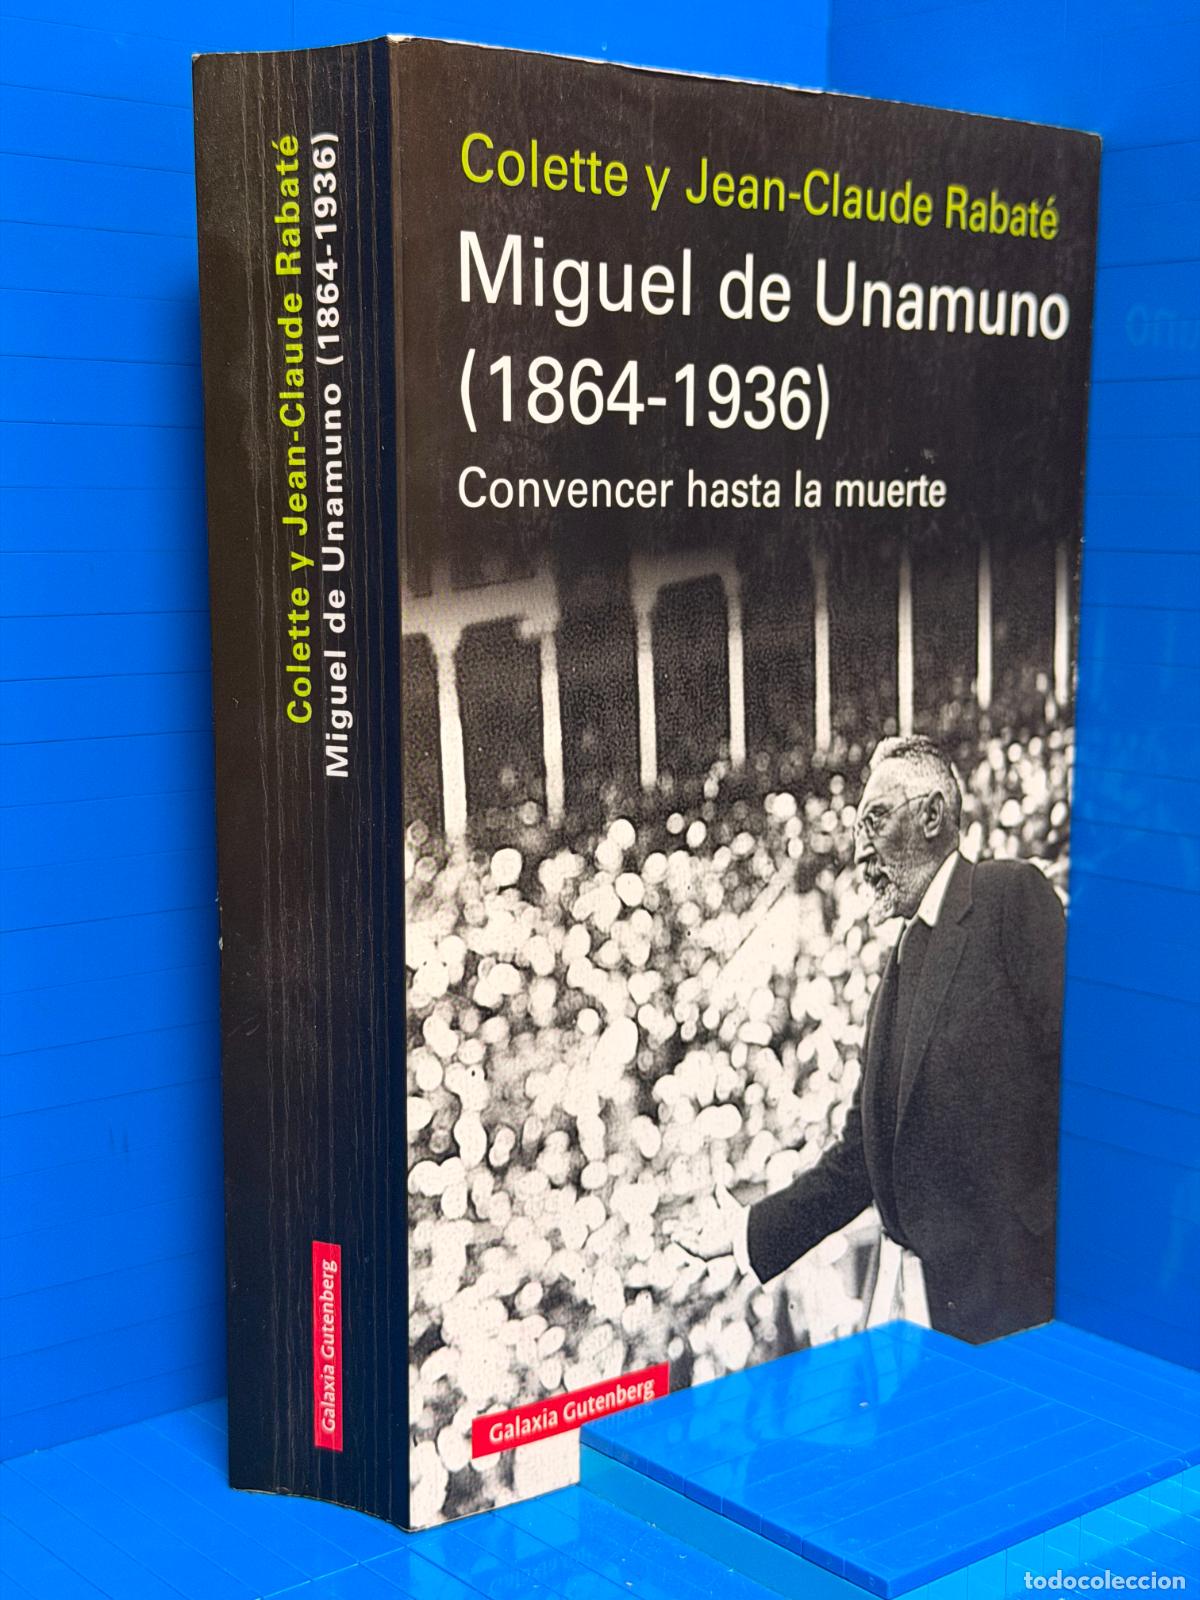 Colette y Jean-Claude Rabaté
Miguel de Unamuno (1864-1936)
Galaxia Gutenberg
Colette y Jean-Claude Rabaté
Miguel de Unamuno
(1864-1936)
Convencer hasta la muerte
Galaxia Gutenberg
todocoleccion